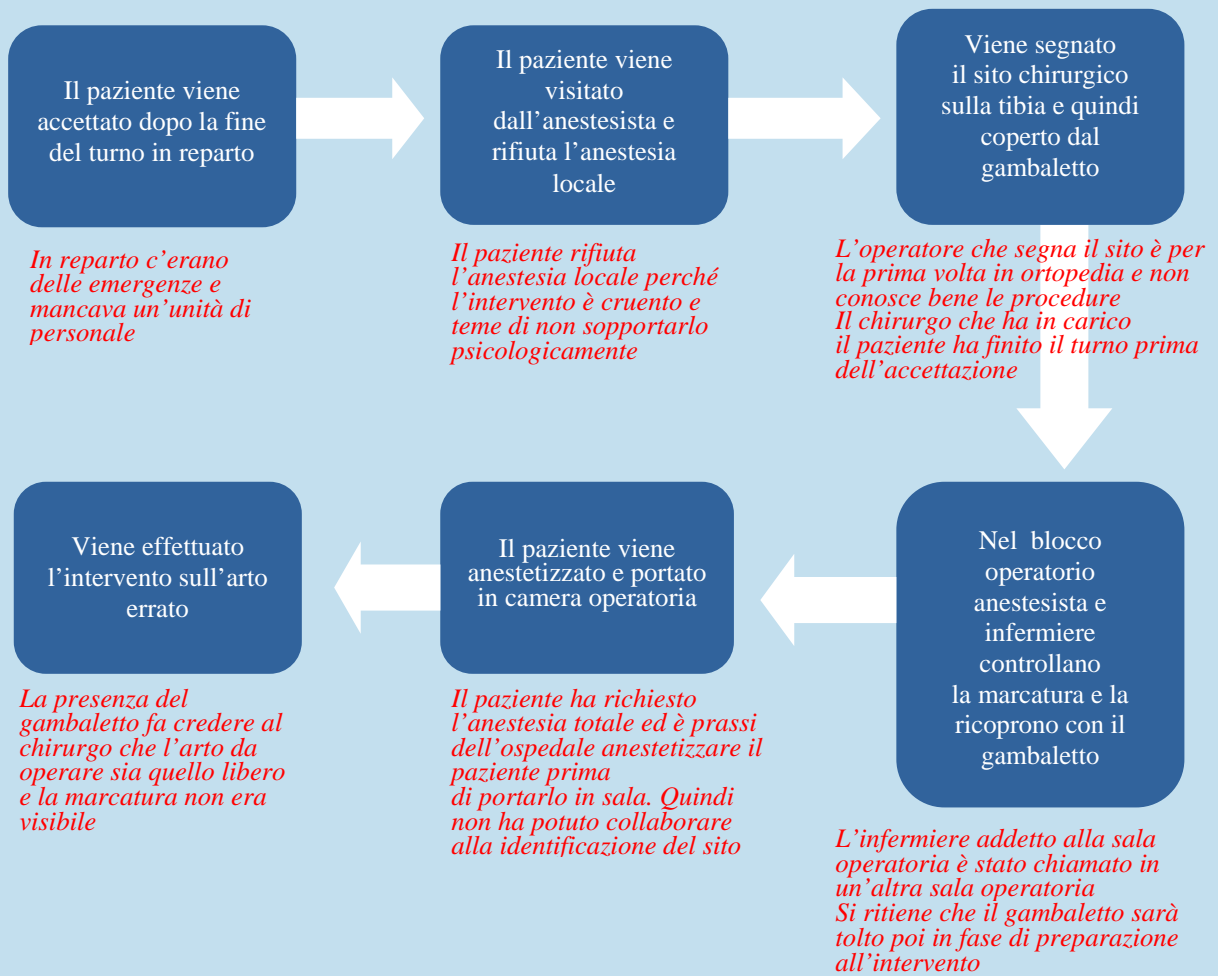 Il paziente viene
accettato dopo la fine
del turno in reparto
In reparto c'erano
delle emergenze e
mancava un'unità di
personale
Il paziente viene
visitato
dall'anestesista e
rifiuta l'anestesia
locale
Il paziente rifiuta
l'anestesia locale perché
l'intervento è cruento e
teme di non sopportarlo
psicologicamente
Viene segnato
il sito chirurgico
sulla tibia e quindi
coperto dal
gambaletto
L'operatore che segna il sito è per
la prima volta in ortopedia e non
conosce bene le procedure
Il chirurgo che ha in carico
il paziente ha finito il turno prima
dell'accettazione
Nel blocco
operatorio
anestesista e
infermiere
controllano
la marcatura e la
ricoprono con il
gambaletto
L'infermiere addetto alla sala
operatoria è stato chiamato in
un'altra sala operatoria
Si ritiene che il gambaletto sarà
tolto poi in fase di preparazione
all'intervento
Il paziente viene
anestetizzato e portato
in camera operatoria
Il paziente ha richiesto
l'anestesia totale ed è prassi
dell'ospedale anestetizzare il
paziente prima
di portarlo in sala. Quindi
non ha potuto collaborare
alla identificazione del sito
Viene effettuato
l'intervento sull'arto
errato
La presenza del
gambaletto fa credere al
chirurgo che l'arto da
operare sia quello libero
e la marcatura non era
visibile